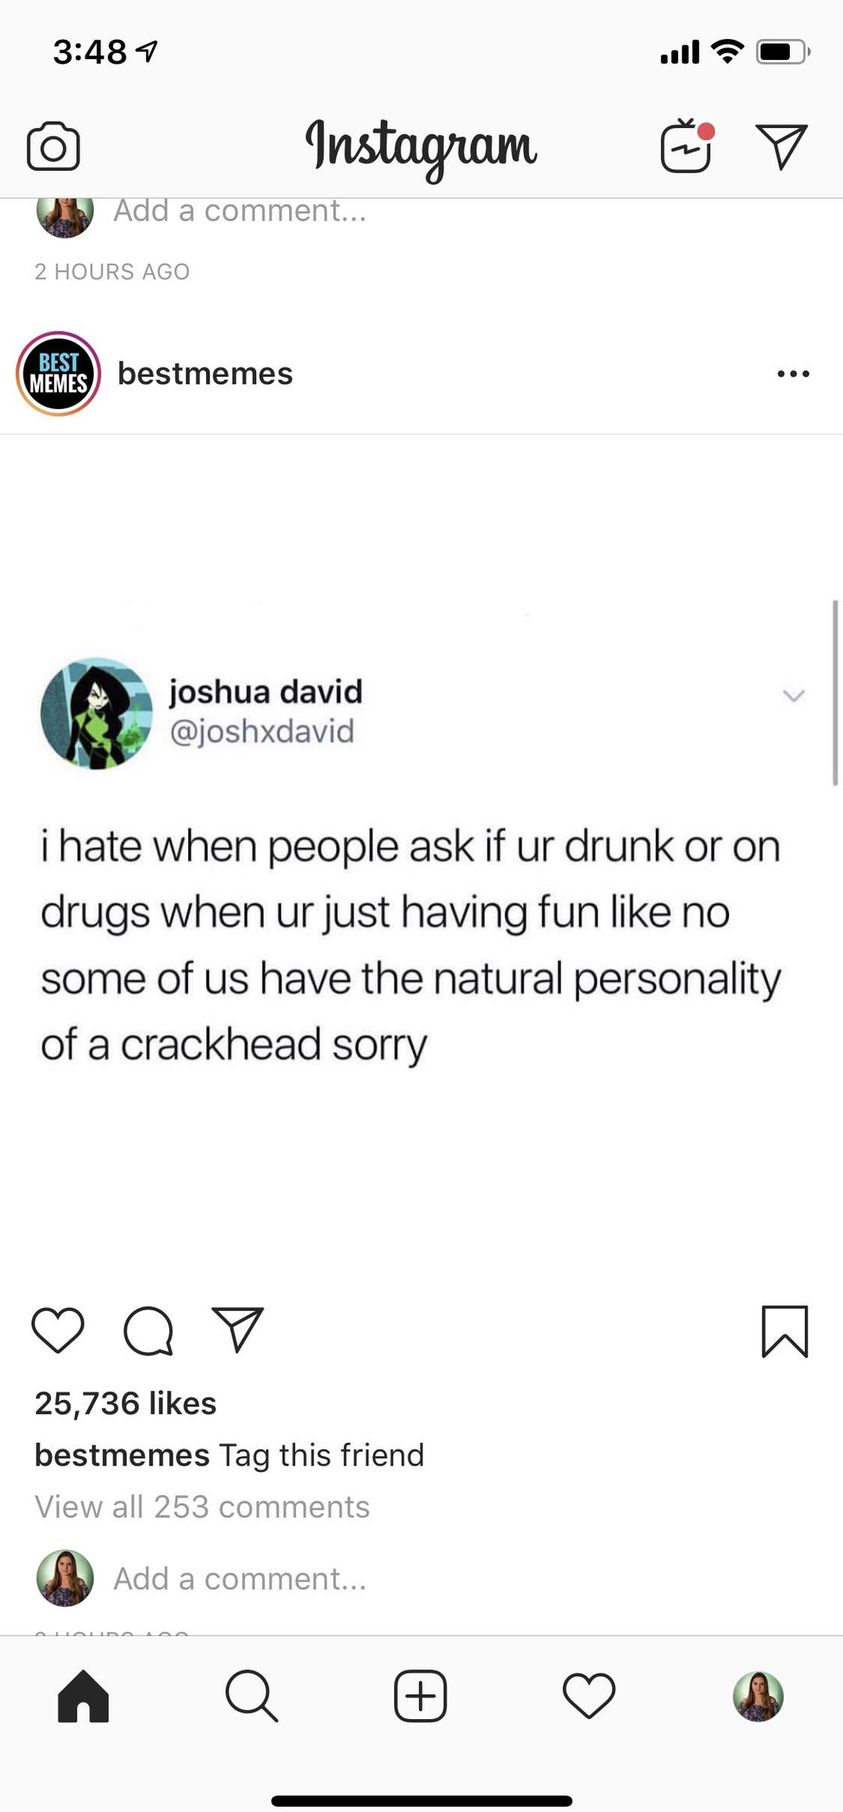 3:48
Instagram
Add a comment...
2 HOURS AGO
BEST
MEMES
bestmemes
joshua david
@joshxdavid
i hate when people ask if ur drunk or on
drugs when ur just having fun like no
some of us have the natural personality
of a crackhead sorry
25,736 likes
bestmemes Tag this friend
View all 253 comments
Add a comment...